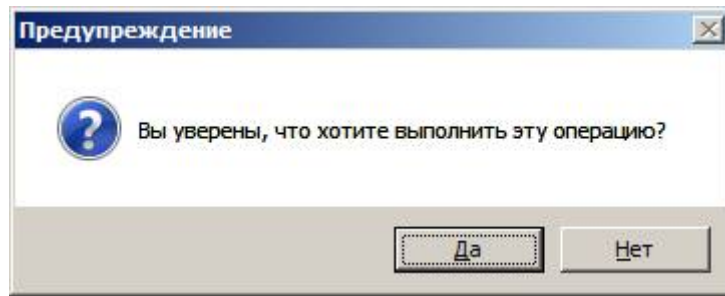 Предупреждение
Вы уверены, что хотите выполнить эту операцию?
Да
Нет